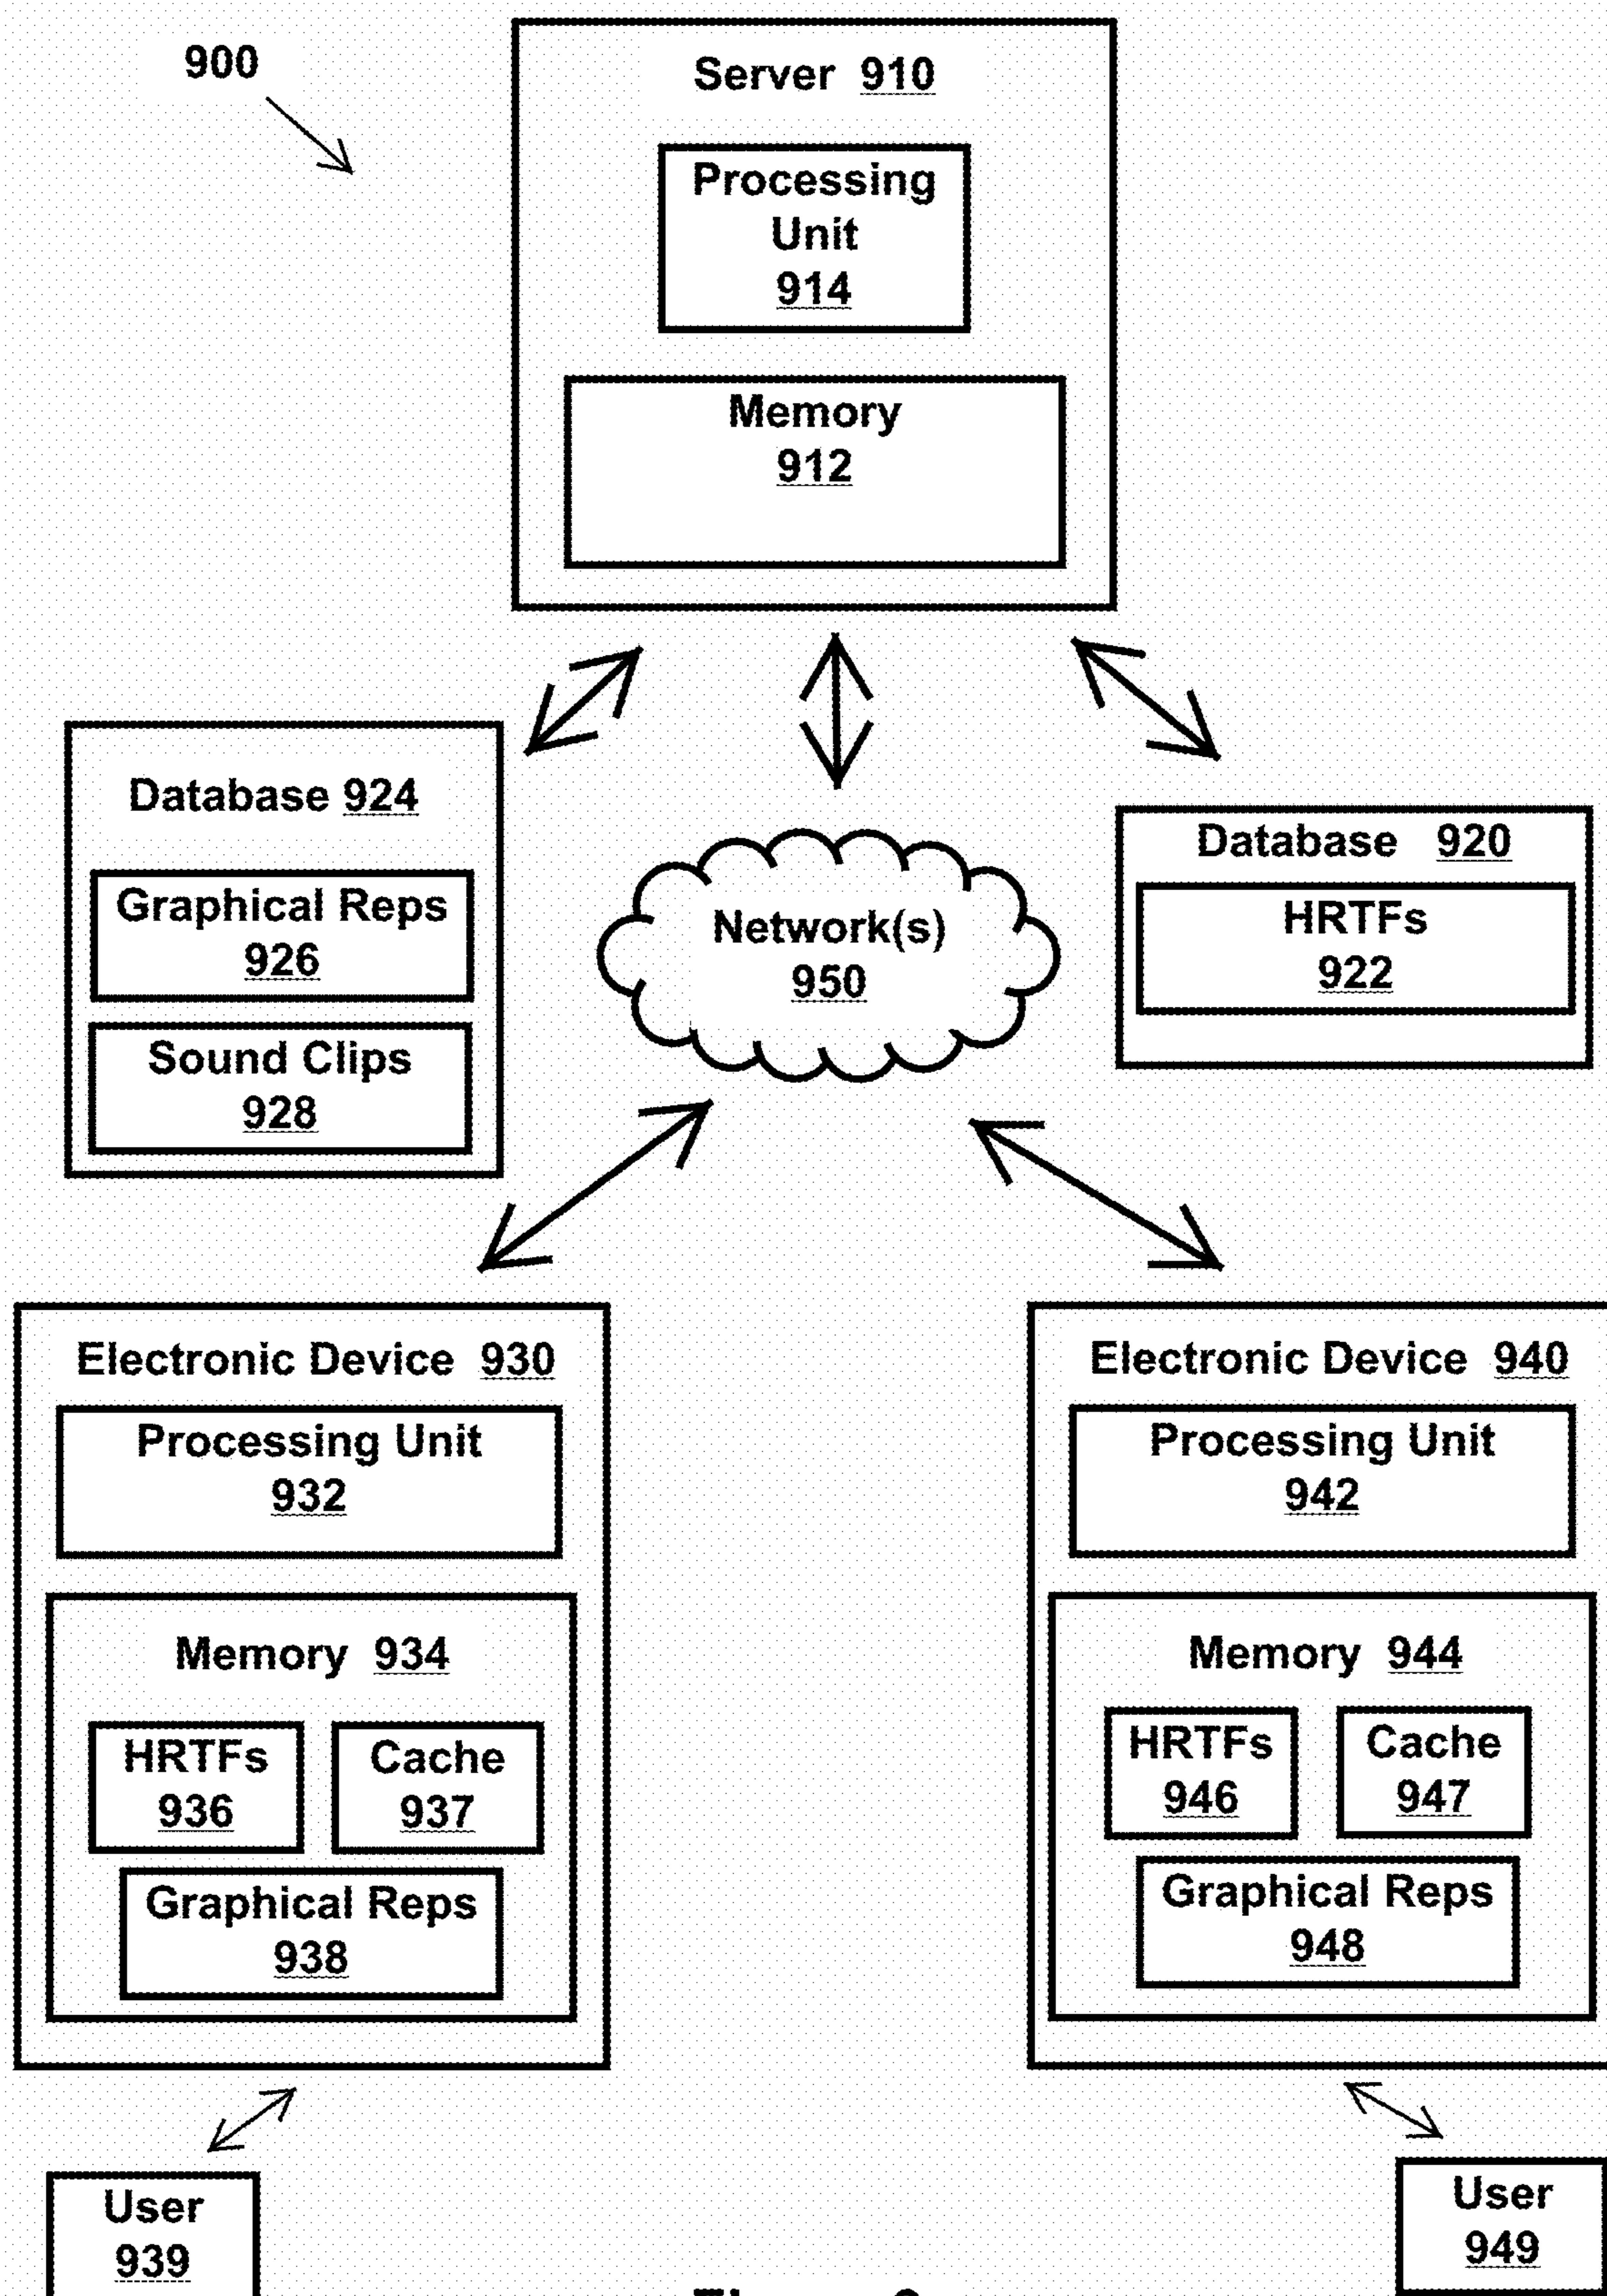 900
Server 910
Processing
Unit
914
Memory
912
Database 924
Graphical Reps
926
Sound Clips
928
Network(s)
950
Database 920
HRTFs
922
Electronic Device 930
Processing Unit
932
Memory 934
HRTFs
936
Cache
937
Graphical Reps
938
Electronic Device 940
Processing Unit
942
Memory 944
HRTFs
946
Cache
947
Graphical Reps
948
User
939
User
949